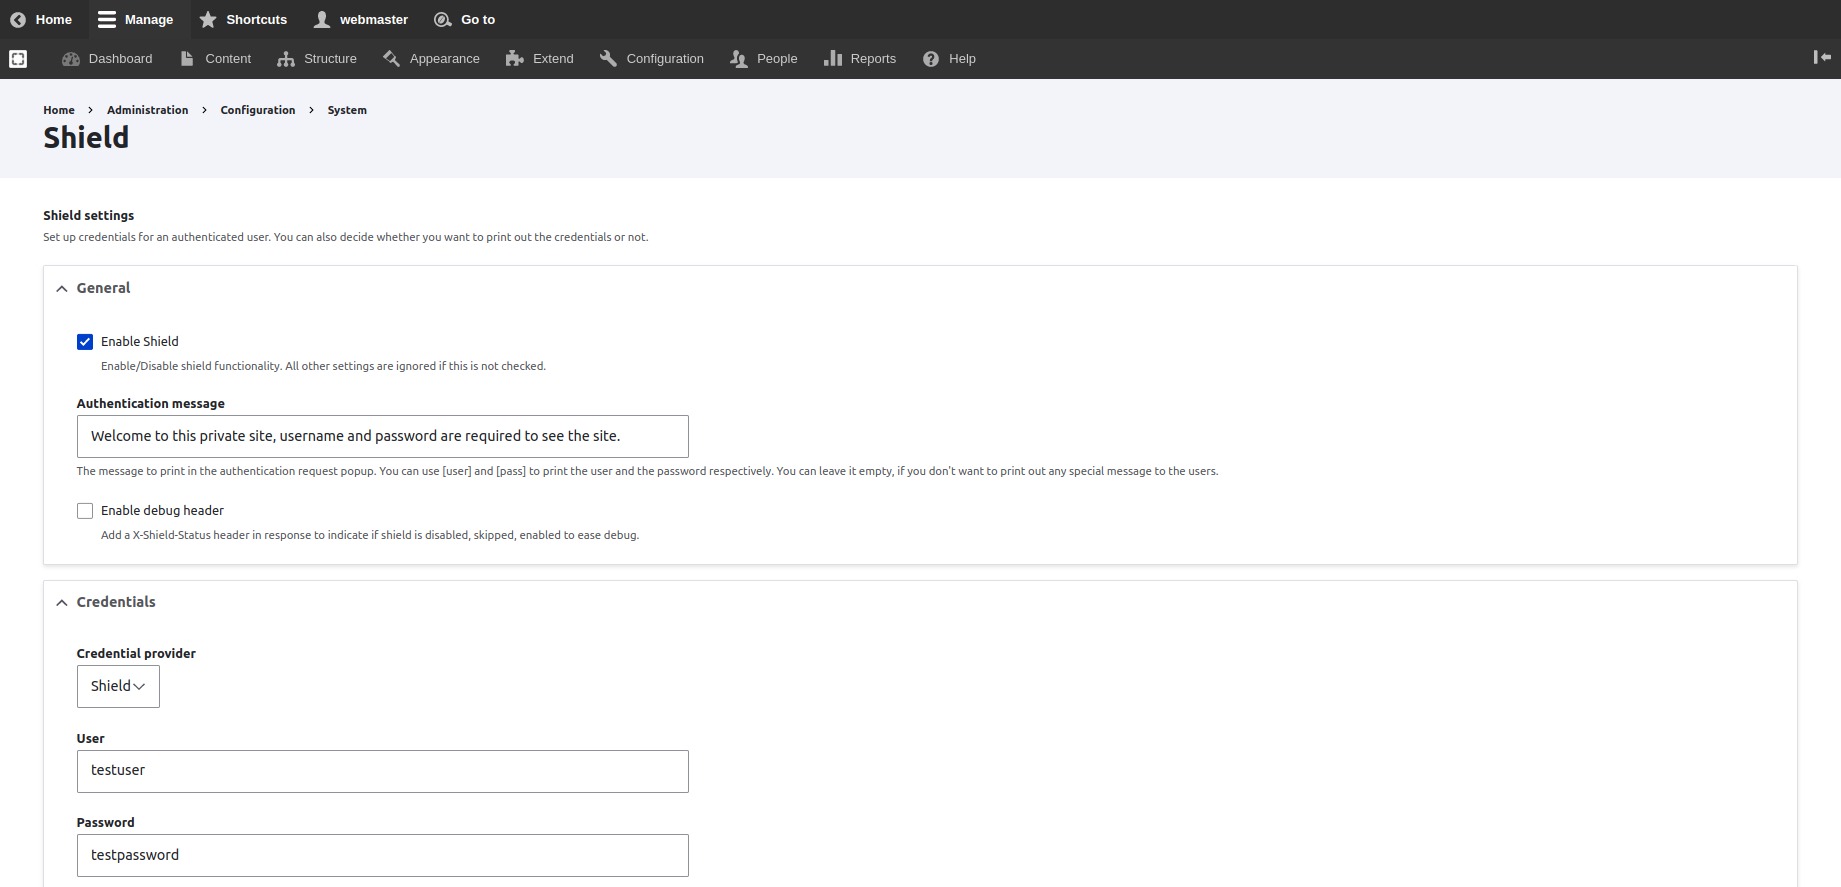 Home Manage Shortcuts webmaster Go to
Dashboard Content Structure Appearance Extend Configuration People Reports Help
Home > Administration > Configuration > System
Shield
Shield settings
Set up credentials for an authenticated user. You can also decide whether you want to print out the credentials or not.
General
Enable Shield
Enable/Disable shield functionality. All other settings are ignored if this is not checked.
Authentication message
Welcome to this private site, username and password are required to see the site.
The message to print in the authentication request popup. You can use [user] and [pass] to print the user and the password respectively. You can leave it empty, if you don't want to print out any special message to the users.
Enable debug header
Add a X-Shield-Status header in response to indicate if shield is disabled, skipped, enabled to ease debug.
Credentials
Credential provider
Shield
User
testuser
Password
testpassword